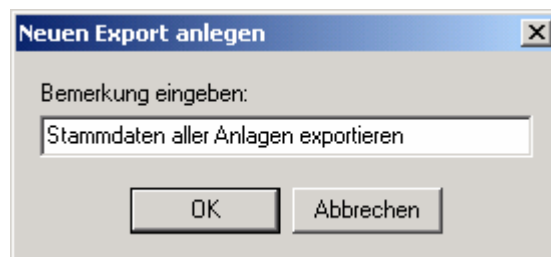 Neuen Export anlegen
Bemerkung eingeben:
Stammdaten aller Anlagen exportieren
OK
Abbrechen